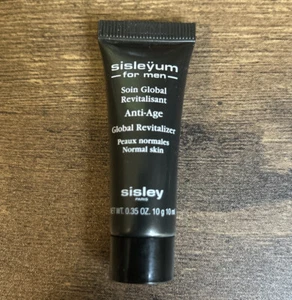 sisleÿum
for men
Soin Global
Revitalisant
Anti-Age
Global Revitalizer
Peaux normales
Normal skin
sisley
PARIS
NET WT. 0.35 OZ. 10 g 10 ml